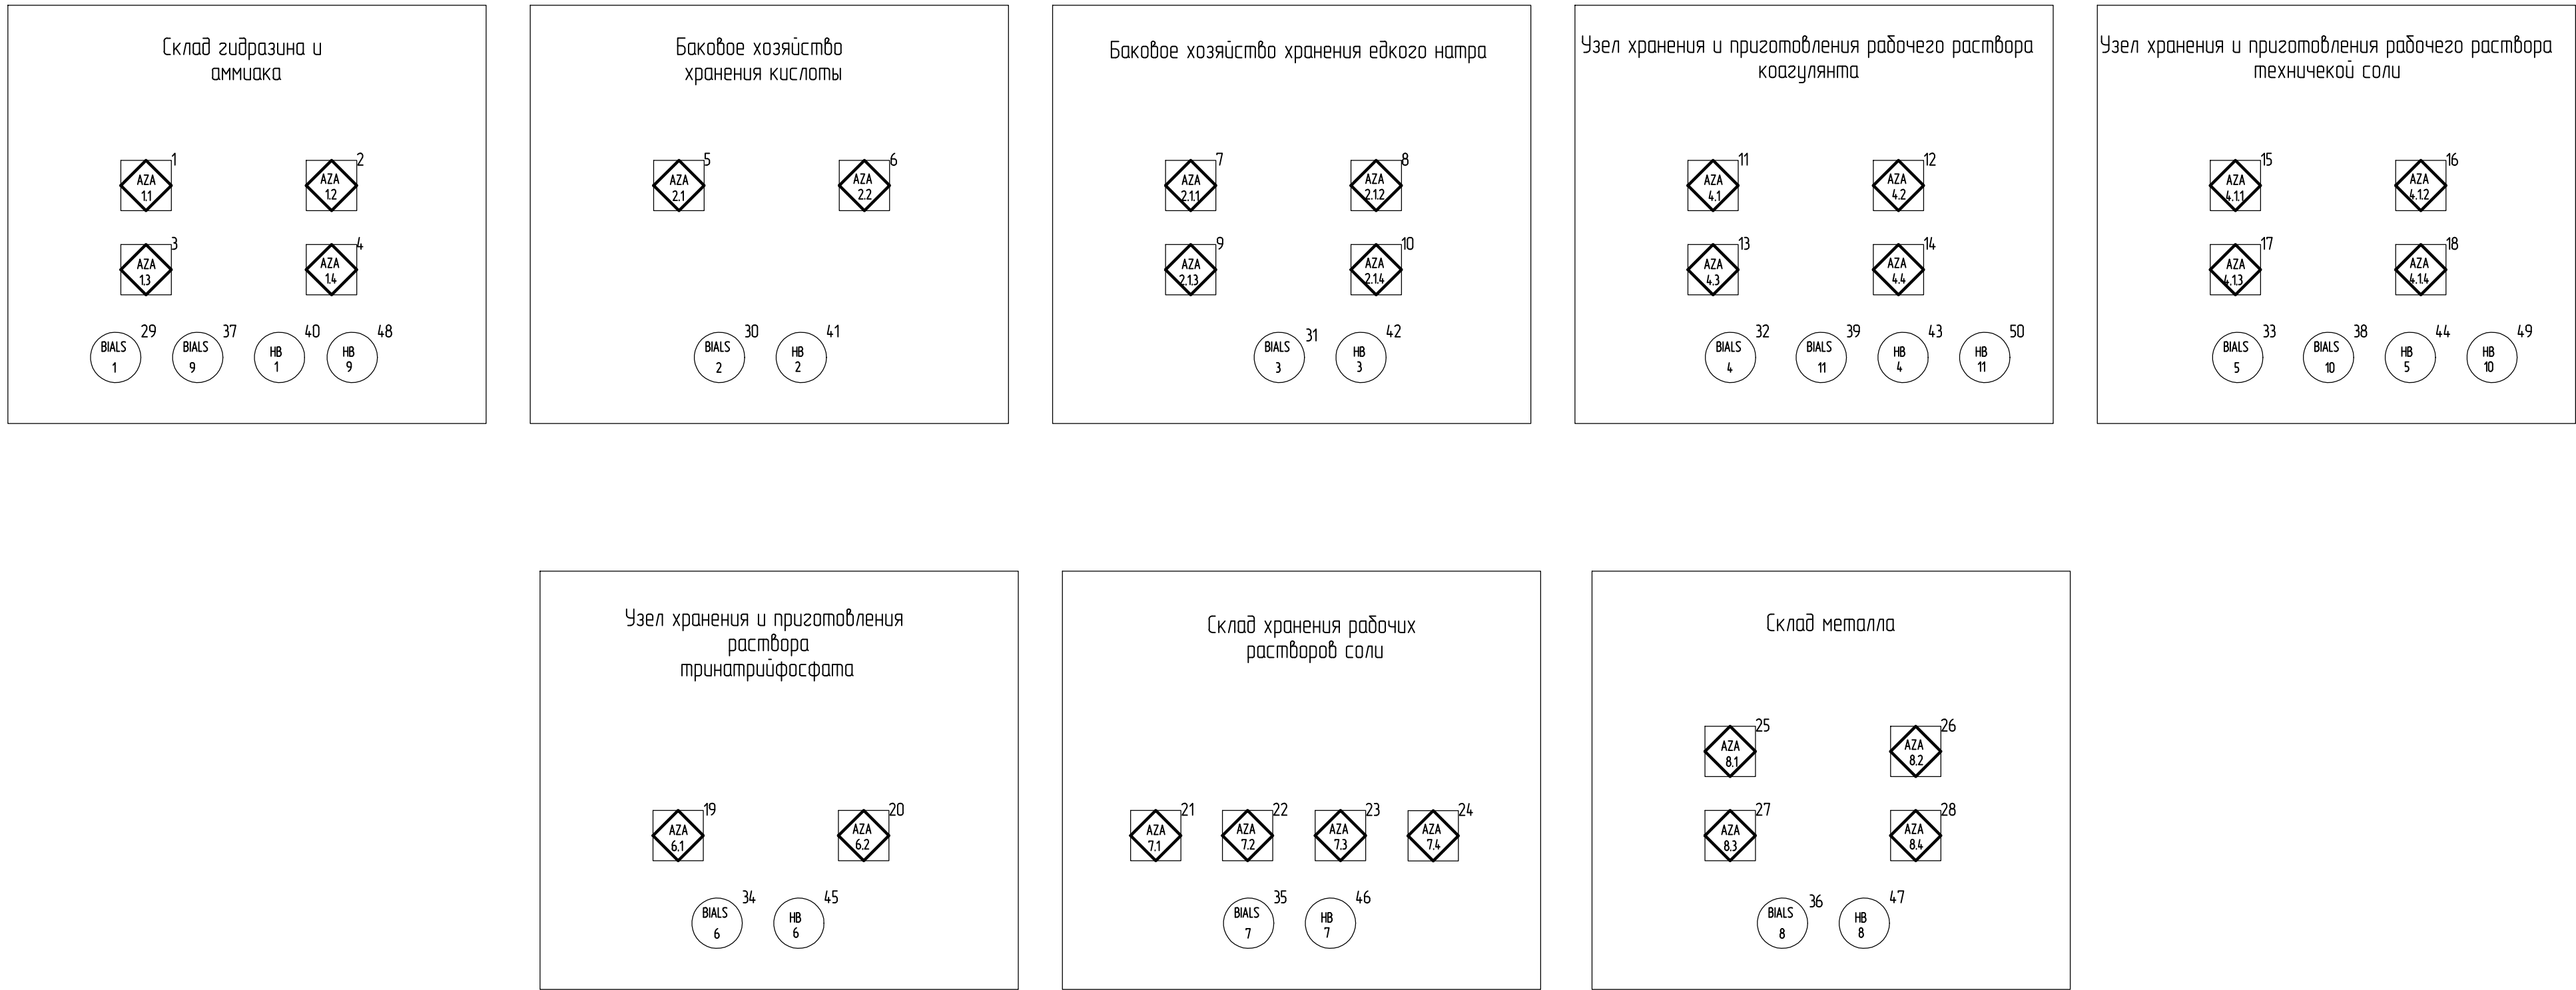 Склад гидразина и
аммиака
1
AZA
1.1
2
AZA
1.2
3
AZA
1.3
4
AZA
1.4
29
BIALS
1
37
BIALS
9
40
HB
1
48
HB
9
Баковое хозяйство
хранения кислоты
5
AZA
2.1
6
AZA
2.2
30
BIALS
2
41
HB
2
Баковое хозяйство хранения едкого натра
7
AZA
2.1.1
8
AZA
2.1.2
9
AZA
2.1.3
10
AZA
2.1.4
31
BIALS
3
42
HB
3
Узел хранения и приготовления рабочего раствора
коагулянта
11
AZA
4.1
12
AZA
4.2
13
AZA
4.3
14
AZA
4.4
32
BIALS
4
39
BIALS
11
43
HB
4
50
HB
11
Узел хранения и приготовления рабочего раствора
техничекой соли
15
AZA
4.1.1
16
AZA
4.1.2
17
AZA
4.1.3
18
AZA
4.1.4
33
BIALS
5
38
BIALS
10
44
HB
5
49
HB
10
Узел хранения и приготовления
раствора
тринатрийфосфата
19
AZA
6.1
20
AZA
6.2
34
BIALS
6
45
HB
6
Склад хранения рабочих
растворов соли
21
AZA
7.1
22
AZA
7.2
23
AZA
7.3
24
AZA
7.4
35
BIALS
7
46
HB
7
Склад металла
25
AZA
8.1
26
AZA
8.2
27
AZA
8.3
28
AZA
8.4
36
BIALS
8
47
HB
8